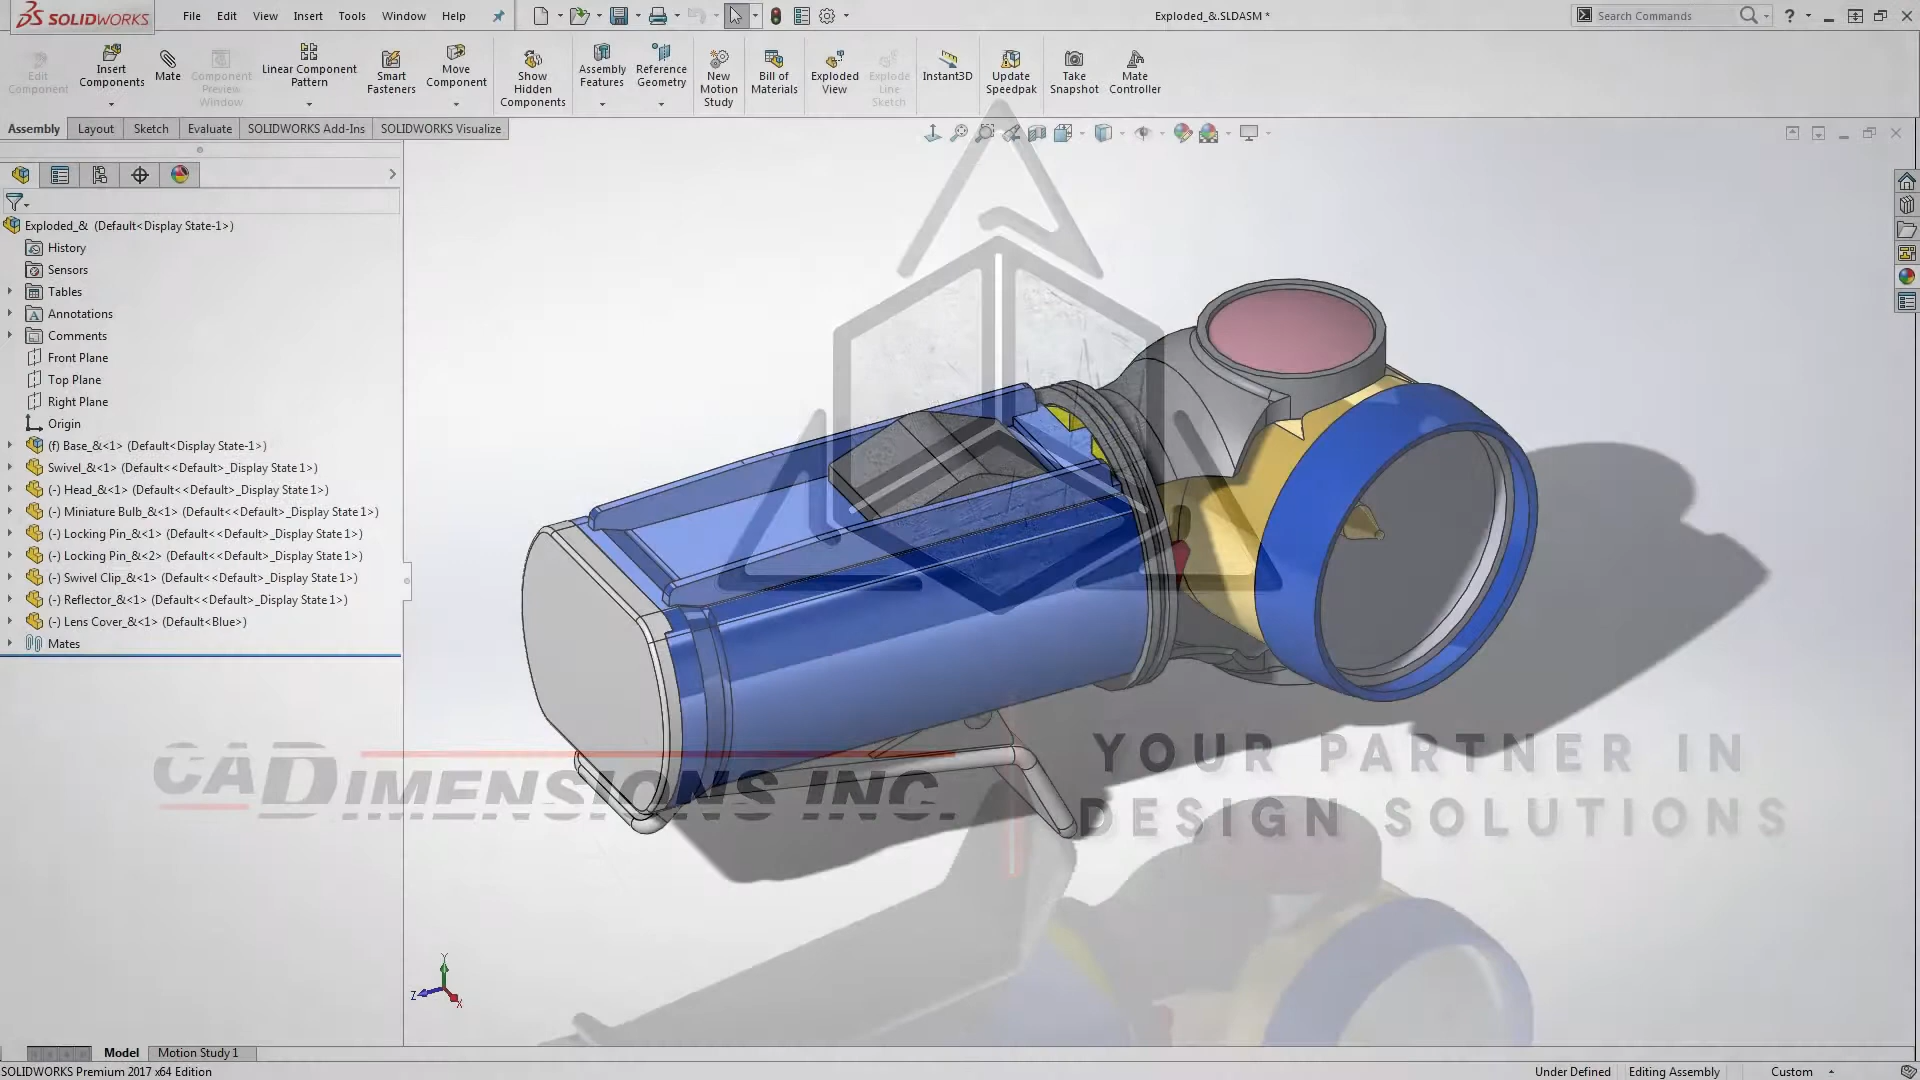 SOLIDWORKS
File Edit View Insert Tools Window Help
Exploded_&.SLDASM *
Search Commands
Edit Component
Insert Components
Mate
Component Preview Window
Linear Component Pattern
Smart Fasteners
Move Component
Show Hidden Components
Assembly Features
Reference Geometry
New Motion Study
Bill of Materials
Exploded View
Explode Line Sketch
Instant3D
Update Speedpak
Take Snapshot
Mate Controller
Assembly Layout Sketch Evaluate SOLIDWORKS Add-Ins SOLIDWORKS Visualize
Exploded_& (Default<Display State-1>)
History
Sensors
Tables
Annotations
Comments
Front Plane
Top Plane
Right Plane
Origin
(f) Base_&<1> (Default<Display State-1>)
Swivel_&<1> (Default<<Default>_Display State 1>)
(-) Head_&<1> (Default<<Default>_Display State 1>)
(-) Miniature Bulb_&<1> (Default<<Default>_Display State 1>)
(-) Locking Pin_&<1> (Default<<Default>_Display State 1>)
(-) Locking Pin_&<2> (Default<<Default>_Display State 1>)
(-) Swivel Clip_&<1> (Default<<Default>_Display State 1>)
(-) Reflector_&<1> (Default<<Default>_Display State 1>)
(-) Lens Cover_&<1> (Default<Blue>)
Mates
CADIMENSIONS INC.
YOUR PARTNER IN
DESIGN SOLUTIONS
Y
Z
X
Model Motion Study 1
SOLIDWORKS Premium 2017 x64 Edition
Under Defined Editing Assembly Custom